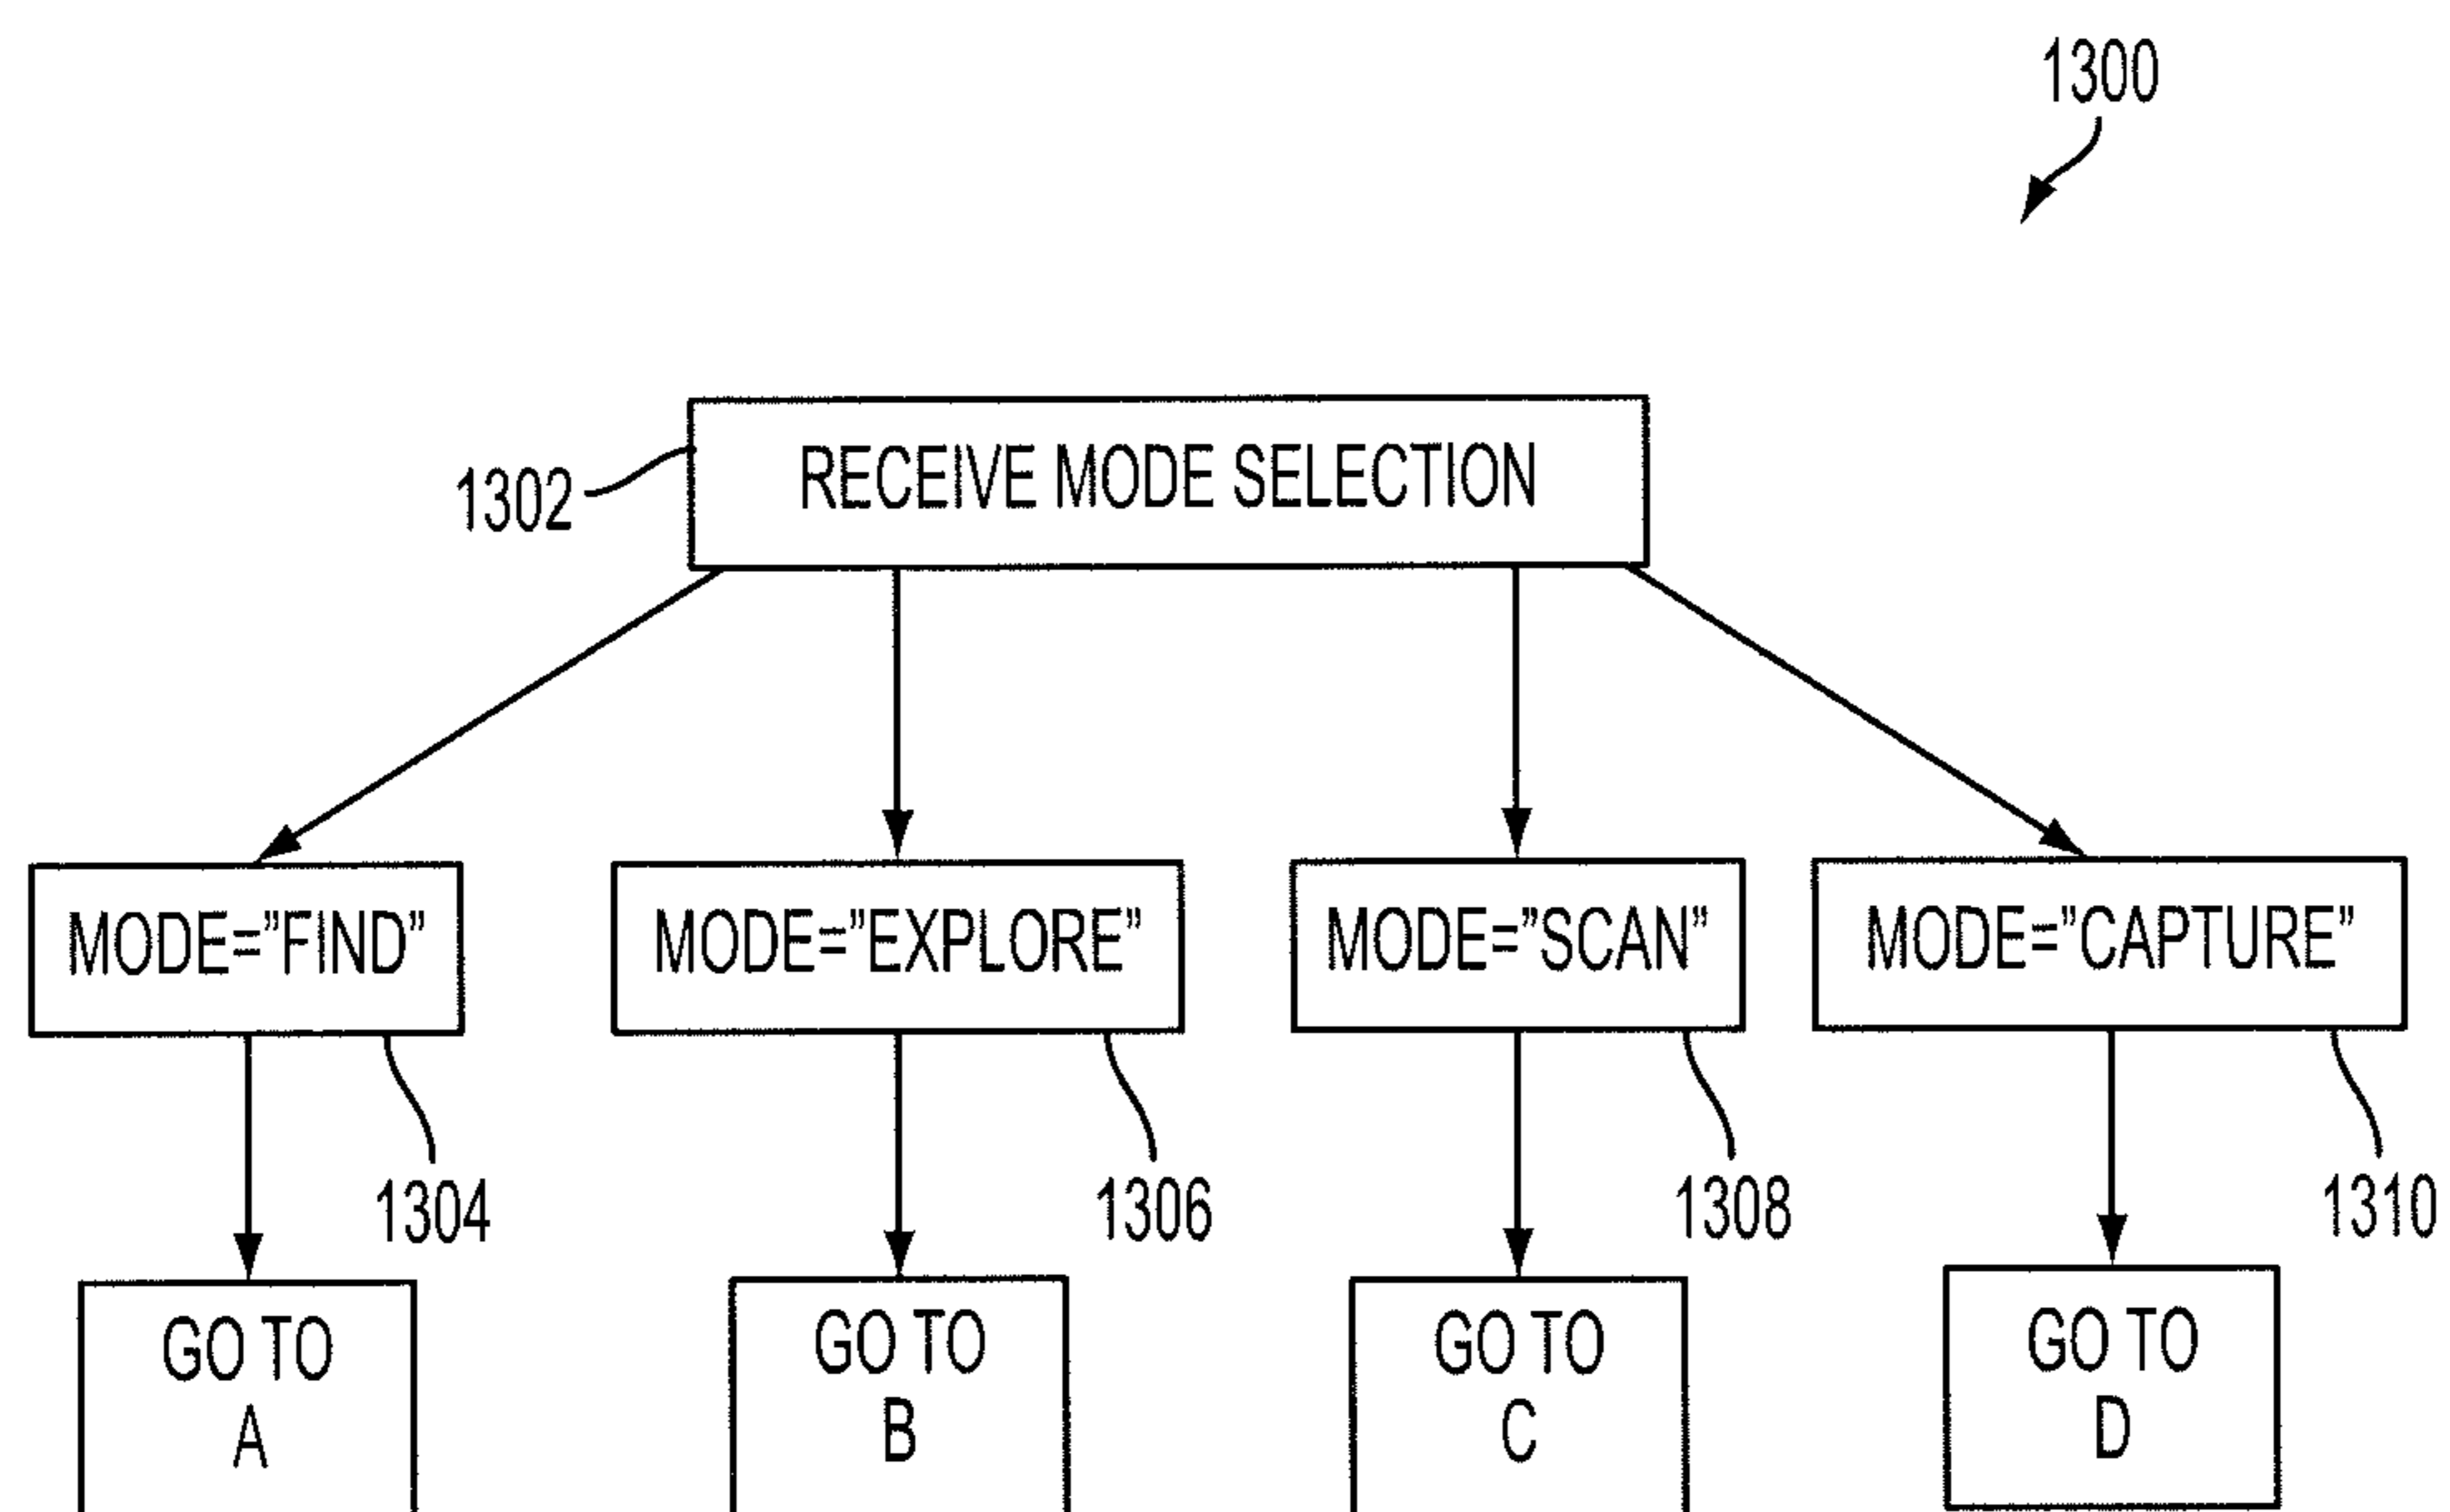 1300
RECEIVE MODE SELECTION
1302
MODE=”FIND”
MODE=”EXPLORE”
MODE=”SCAN”
MODE=”CAPTURE”
1304
1306
1308
1310
GO TO
A
GO TO
B
GO TO
C
GO TO
D